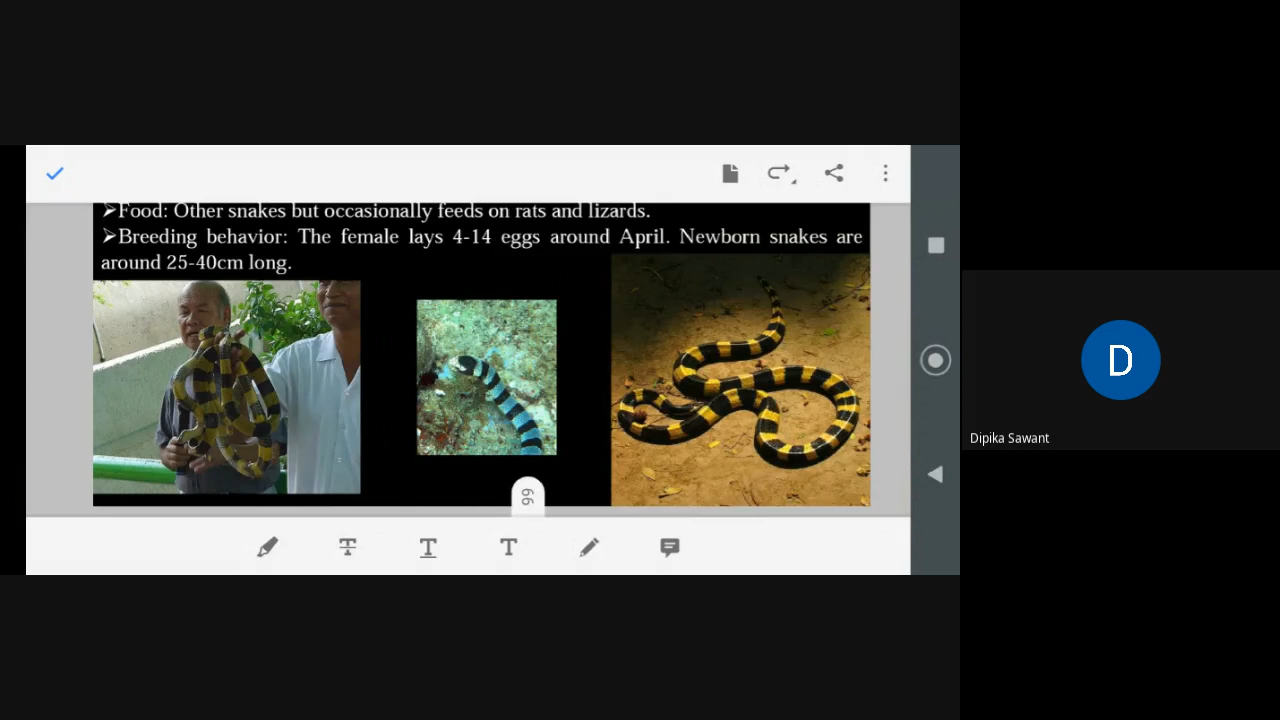 ➢Food: Other snakes but occasionally feeds on rats and lizards.
➢Breeding behavior: The female lays 4-14 eggs around April. Newborn snakes are
around 25-40cm long.
66
D
Dipika Sawant